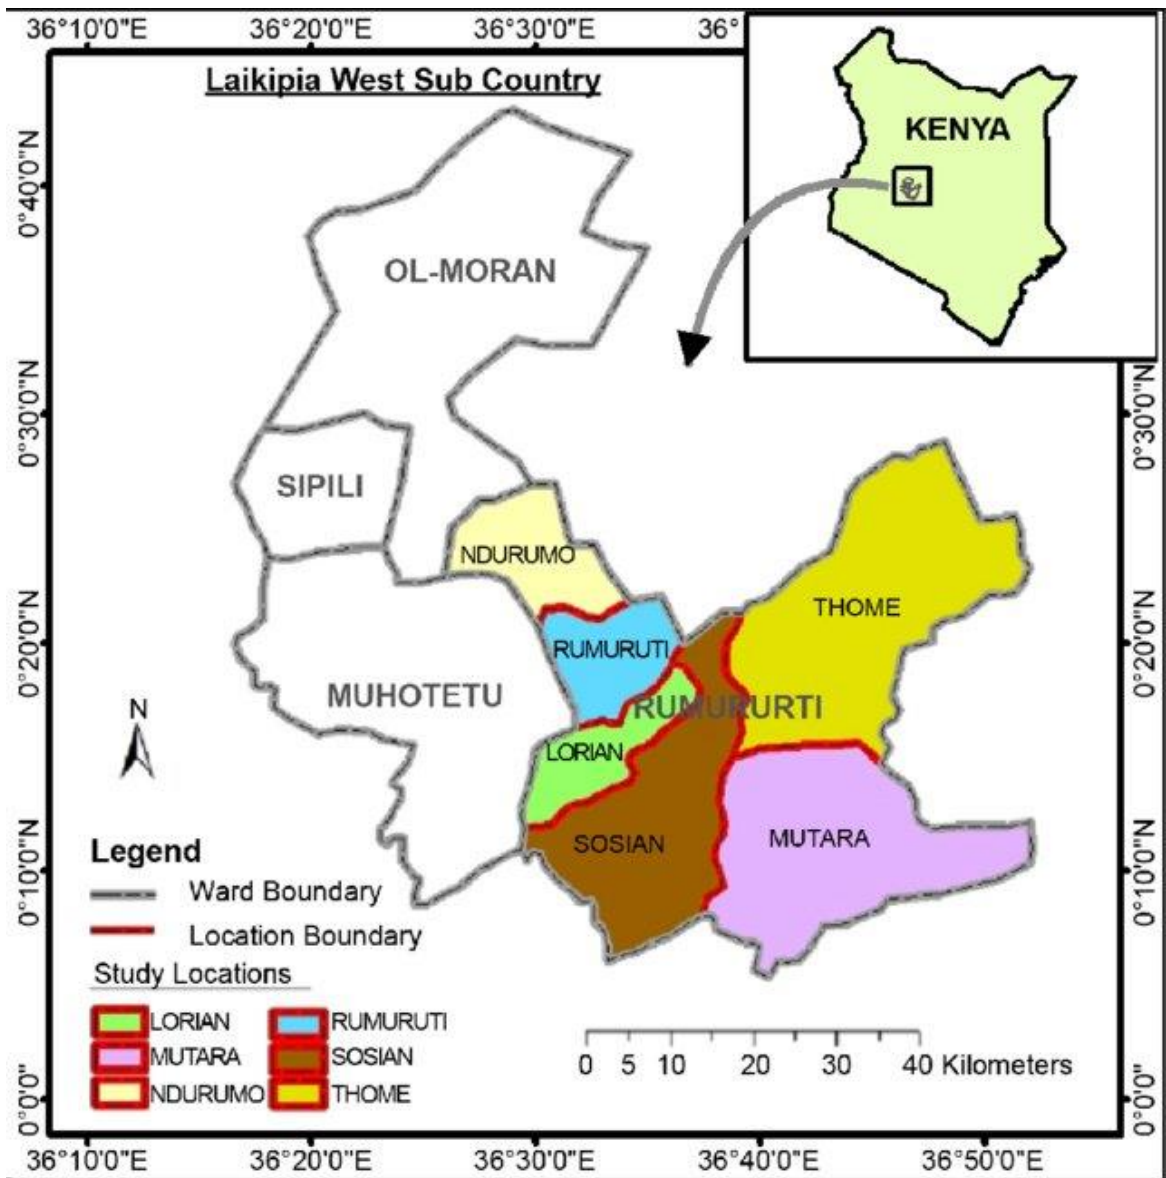 36°10'0"E 36°20'0"E 36°30'0"E 36°
Laikipia West Sub Country
KENYA
0°40'0"N
OL-MORAN
0°30'0"N
0°30'0"N
SIPILI
NDURUMO
THOME
0°20'0"N
0°20'0"N
RUMURUTI
MUHOTETU
RUMURURTI
N
LORIAN
SOSIAN
MUTARA
0°10'0"N
0°10'0"N
Legend
Ward Boundary
Location Boundary
Study Locations
LORIAN RUMURUTI
MUTARA SOSIAN
NDURUMO THOME
0 5 10 20 30 40 Kilometers
0°0'0"
0°0'0"
36°10'0"E 36°20'0"E 36°30'0"E 36°40'0"E 36°50'0"E